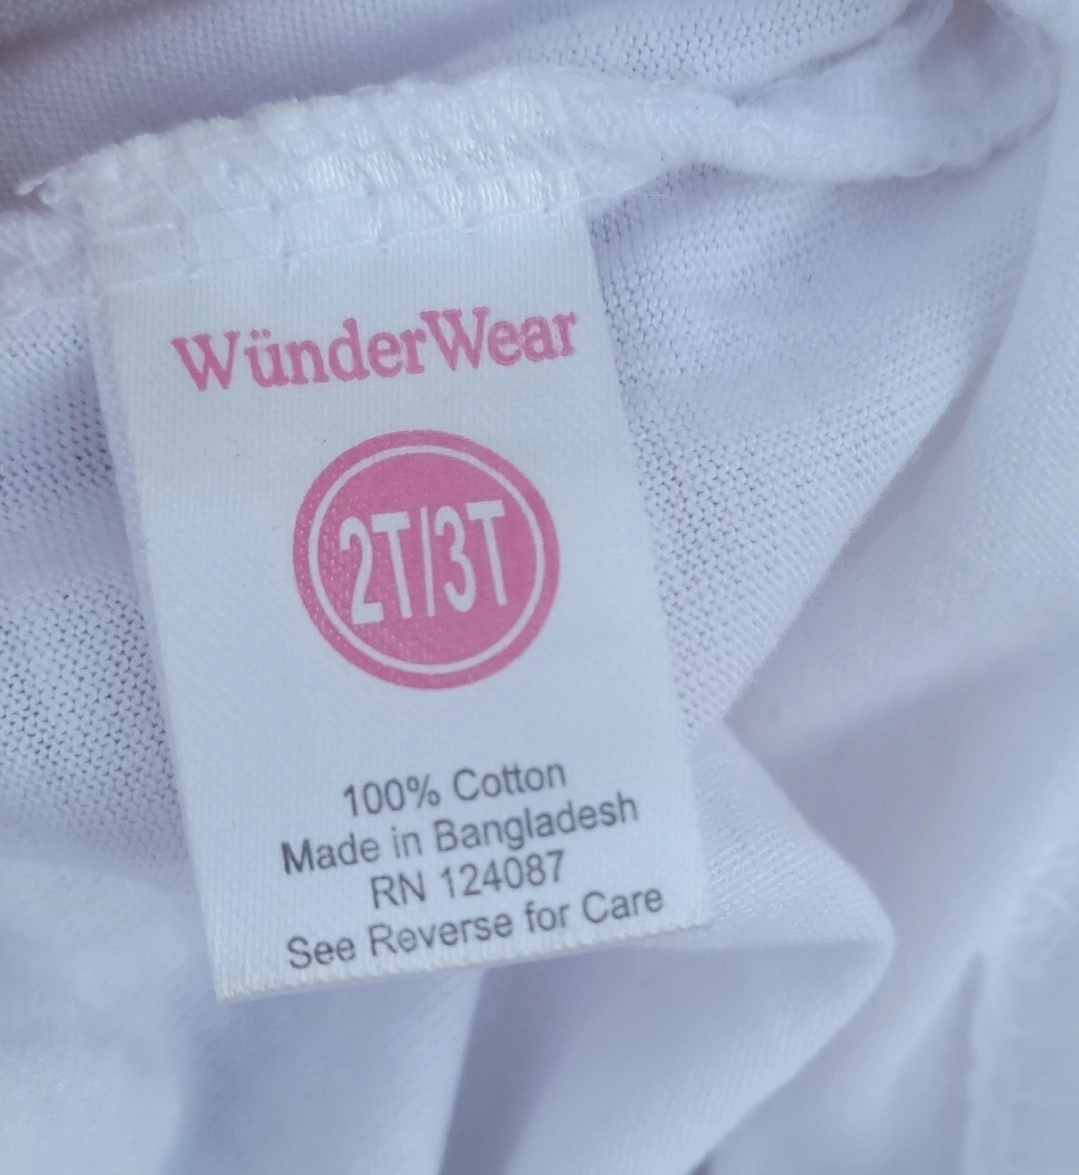 WünderWear
2T/3T
100% Cotton
Made in Bangladesh
RN 124087
See Reverse for Care